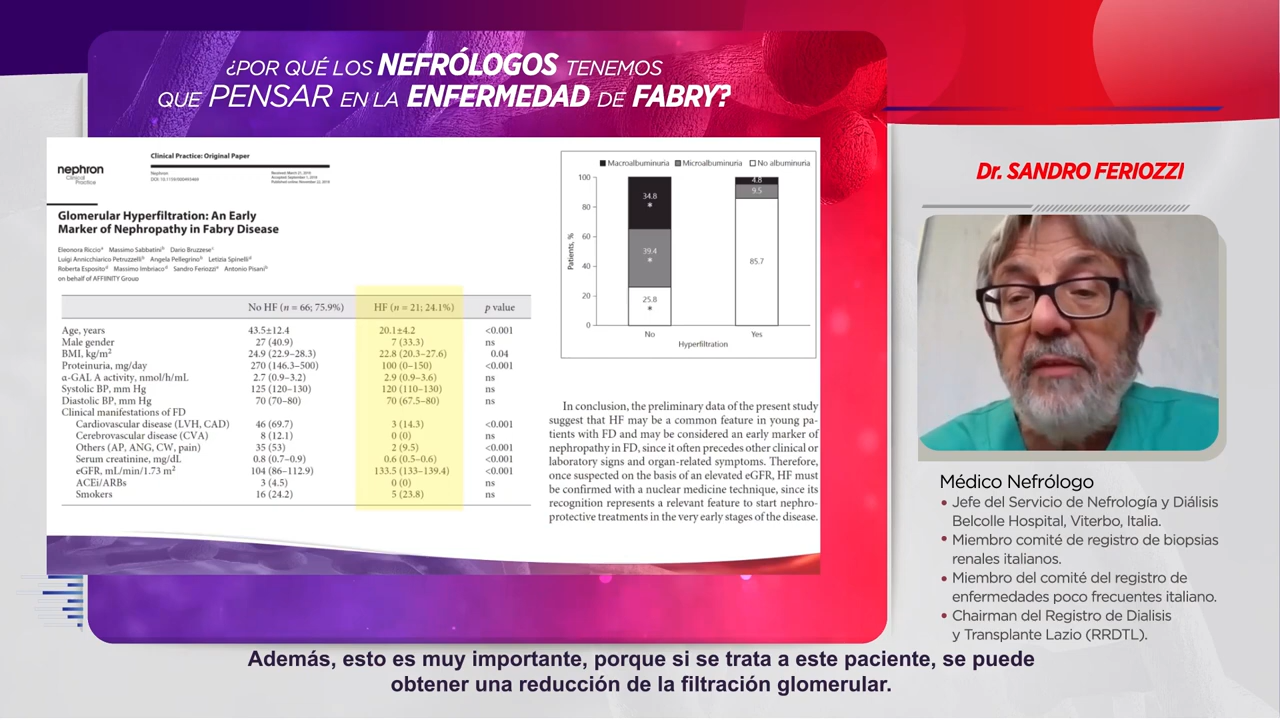 ¿POR QUÉ LOS NEFRÓLOGOS TENEMOS
QUE PENSAR EN LA ENFERMEDAD DE FABRY?
Clinical Practice: Original Paper
nephron
Clinical
Practice
Nephron
Glomerular Hyperfiltration: An Early
Marker of Nephropathy in Fabry Disease
Eleonora Riccio Massimo Sabbatini Dario Bruzzese
Luigi Annicchiarico Petruzzelli Angela Pellegrino Letizia Spinelli
Roberta Esposito Massimo Imbriaco Sandro Feriozzi Antonio Pisani
on behalf of AFFIINITY Group
No HF (n = 66; 75.9%) HF (n = 21; 24.1%) p value
Age, years 43.5±12.4 20.1±4.2 <0.001
Male gender 27 (40.9) 7 (33.3) ns
BMI, kg/m² 24.9 (22.9–28.3) 22.8 (20.3–27.6) 0.04
Proteinuria, mg/day 270 (146.3–500) 100 (0–150) <0.001
α-GAL A activity, nmol/h/mL 2.7 (0.9–3.2) 2.9 (0.9–3.6) ns
Systolic BP, mm Hg 125 (120–130) 120 (110–130) ns
Diastolic BP, mm Hg 70 (70–80) 70 (67.5–80) ns
Clinical manifestations of FD
Cardiovascular disease (LVH, CAD) 46 (69.7) 3 (14.3) <0.001
Cerebrovascular disease (CVA) 8 (12.1) 0 (0) ns
Others (AP, ANG, CW, pain) 35 (53) 2 (9.5) <0.001
Serum creatinine, mg/dL 0.8 (0.7–0.9) 0.6 (0.5–0.6) <0.001
eGFR, mL/min/1.73 m² 104 (86–112.9) 133.5 (133–139.4) <0.001
ACEi/ARBs 3 (4.5) 0 (0) ns
Smokers 16 (24.2) 5 (23.8) ns
Macroalbuminuria Microalbuminuria No albuminuria
Patients, %
100
80
60
40
20
0
34.8
*
39.4
*
25.8
*
4.8
9.5
85.7
No Yes
Hyperfiltration
In conclusion, the preliminary data of the present study
suggest that HF may be a common feature in young pa-
tients with FD and may be considered an early marker of
nephropathy in FD, since it often precedes other clinical or
laboratory signs and organ-related symptoms. Therefore,
once suspected on the basis of an elevated eGFR, HF must
be confirmed with a nuclear medicine technique, since its
recognition represents a relevant feature to start nephro-
protective treatments in the very early stages of the disease.
Dr. SANDRO FERIOZZI
Médico Nefrólogo
• Jefe del Servicio de Nefrología y Diálisis
Belcolle Hospital, Viterbo, Italia.
• Miembro comité de registro de biopsias
renales italianos.
• Miembro del comité del registro de
enfermedades poco frecuentes italiano.
• Chairman del Registro de Dialisis
y Transplante Lazio (RRDTL).
Además, esto es muy importante, porque si se trata a este paciente, se puede
obtener una reducción de la filtración glomerular.